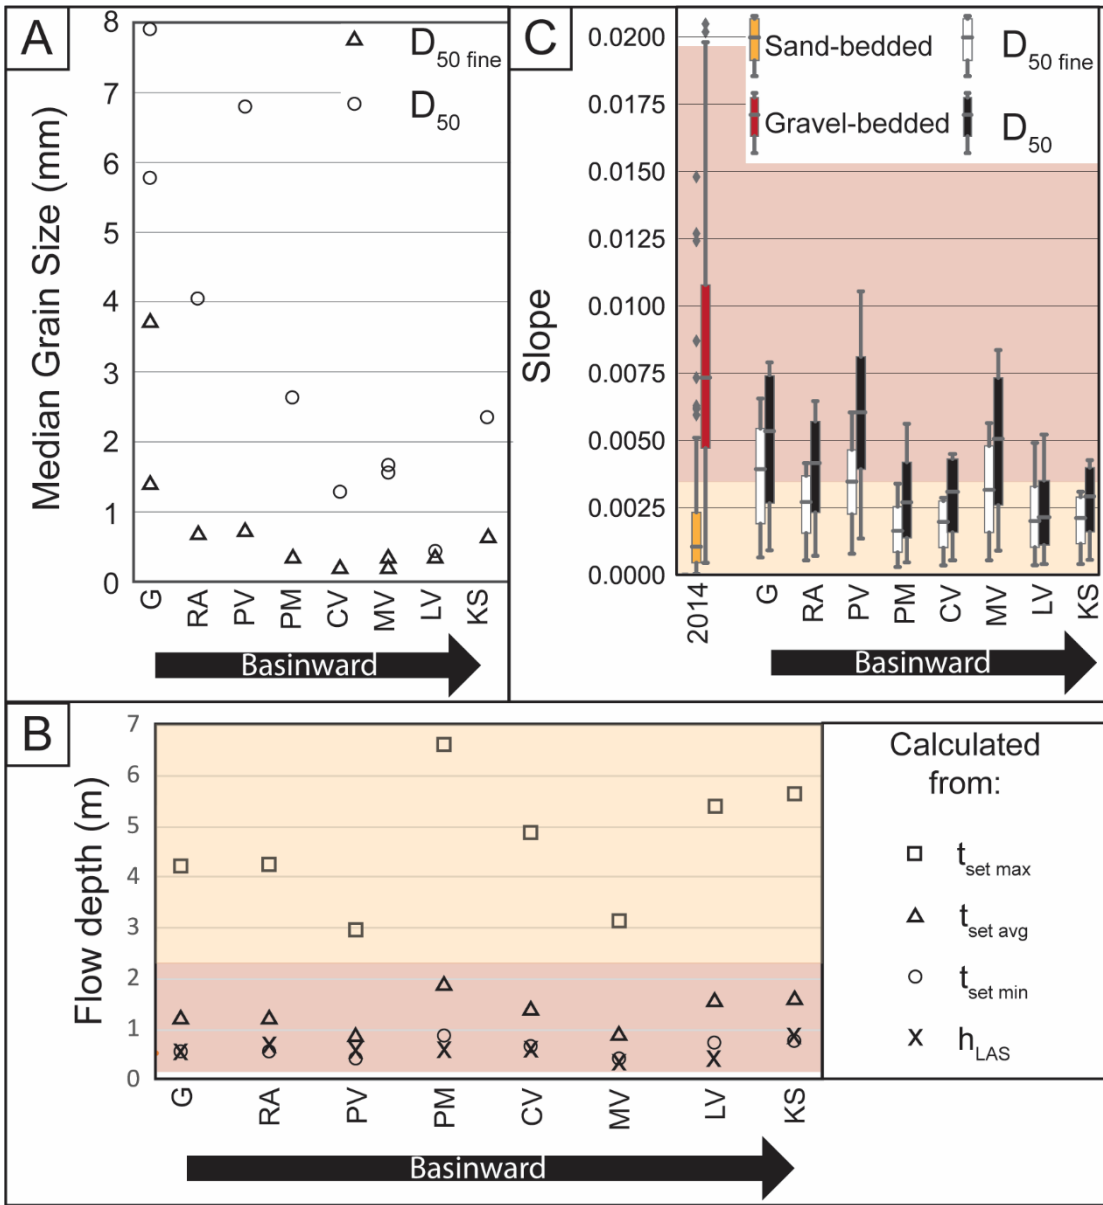 A
Median Grain Size (mm)
8
7
6
5
4
3
2
1
0
D50 fine
D50
G
RA
PV
PM
CV
MV
LV
KS
Basinward
C
Slope
0.0200
0.0175
0.0150
0.0125
0.0100
0.0075
0.0050
0.0025
0.0000
Sand-bedded
D50 fine
Gravel-bedded
D50
2014
G
RA
PV
PM
CV
MV
LV
KS
Basinward
B
Flow depth (m)
7
6
5
4
3
2
1
0
G
RA
PV
PM
CV
MV
LV
KS
Basinward
Calculated
from:
tset max
tset avg
tset min
hLAS